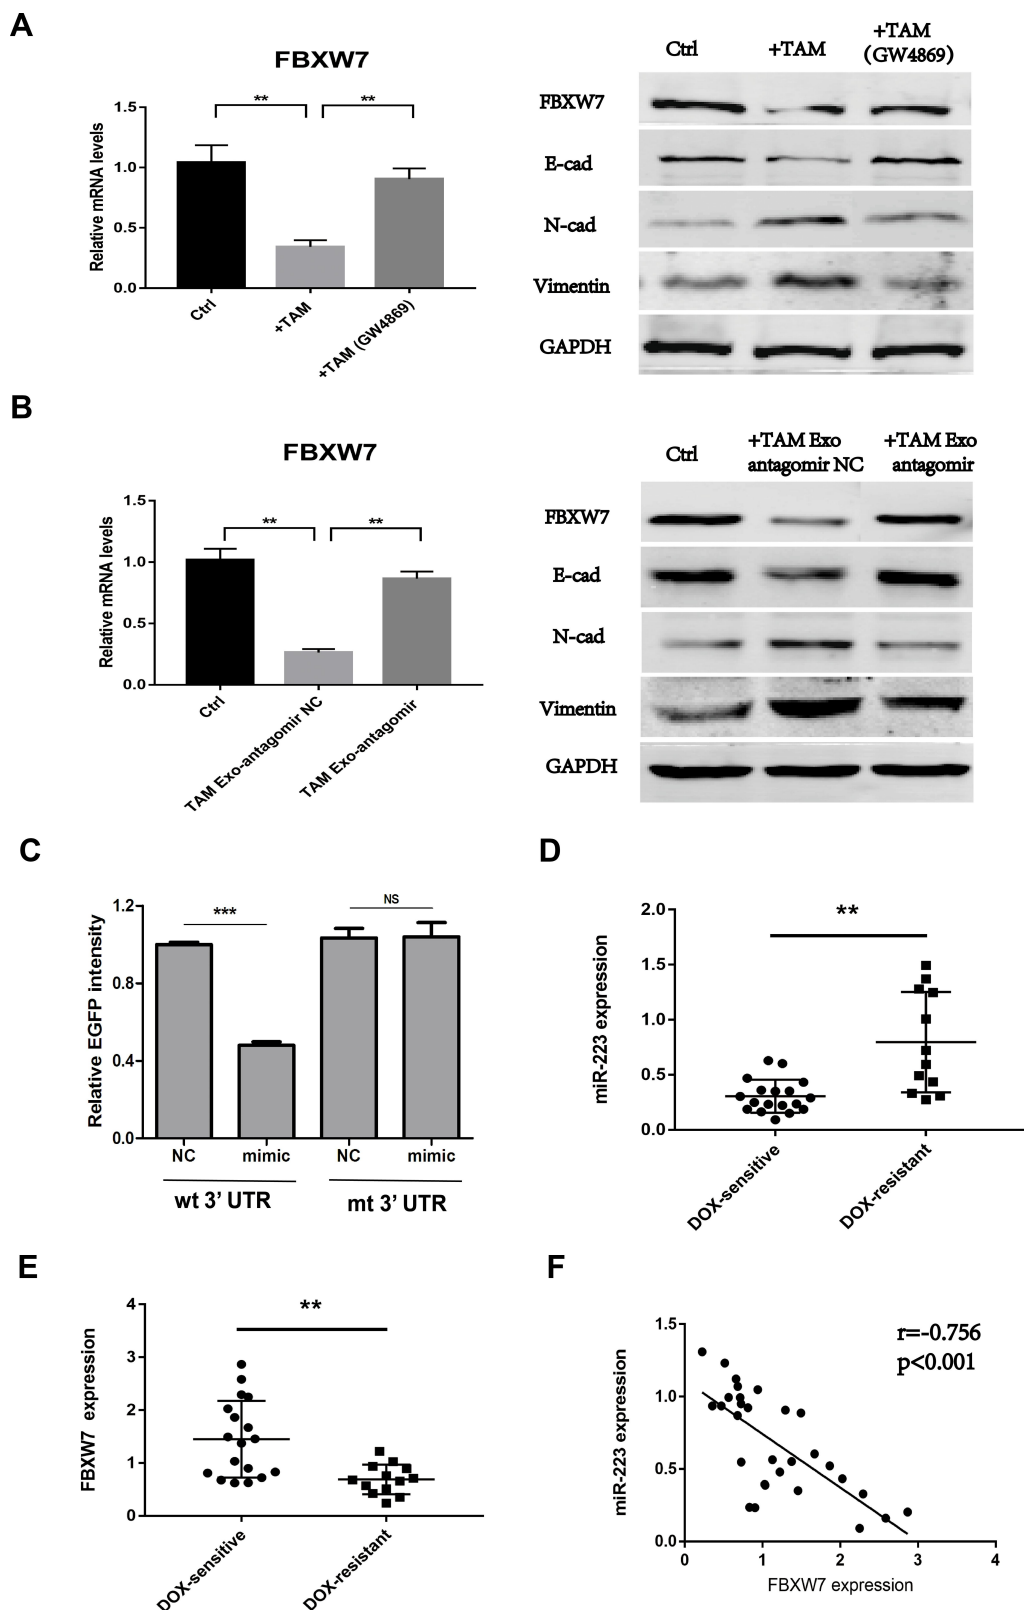 A
FBXW7
Relative mRNA levels
1.5
1.0
0.5
0.0
**
**
Ctrl
+TAM
+TAM (GW4869)
Ctrl
+TAM
+TAM
(GW4869)
FBXW7
E-cad
N-cad
Vimentin
GAPDH
B
FBXW7
Relative mRNA levels
1.5
1.0
0.5
0.0
**
**
Ctrl
TAM Exo-antagomir NC
TAM Exo-antagomir
Ctrl
+TAM Exo
antagomir NC
+TAM Exo
antagomir
FBXW7
E-cad
N-cad
Vimentin
GAPDH
C
Relative EGFP intensity
1.2
0.8
0.4
0.0
***
NS
NC
mimic
NC
mimic
wt 3’ UTR
mt 3’ UTR
D
miR-223 expression
2.0
1.5
1.0
0.5
0.0
**
DOX-sensitive
DOX-resistant
E
FBXW7 expression
4
3
2
1
0
**
DOX-sensitive
DOX-resistant
F
miR-223 expression
1.5
1.0
0.5
0.0
r=-0.756
p<0.001
0
1
2
3
4
FBXW7 expression